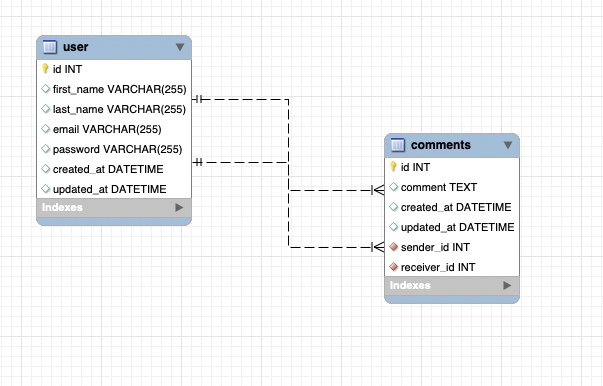 user
id INT
first_name VARCHAR(255)
last_name VARCHAR(255)
email VARCHAR(255)
password VARCHAR(255)
created_at DATETIME
updated_at DATETIME
Indexes
comments
id INT
comment TEXT
created_at DATETIME
updated_at DATETIME
sender_id INT
receiver_id INT
Indexes